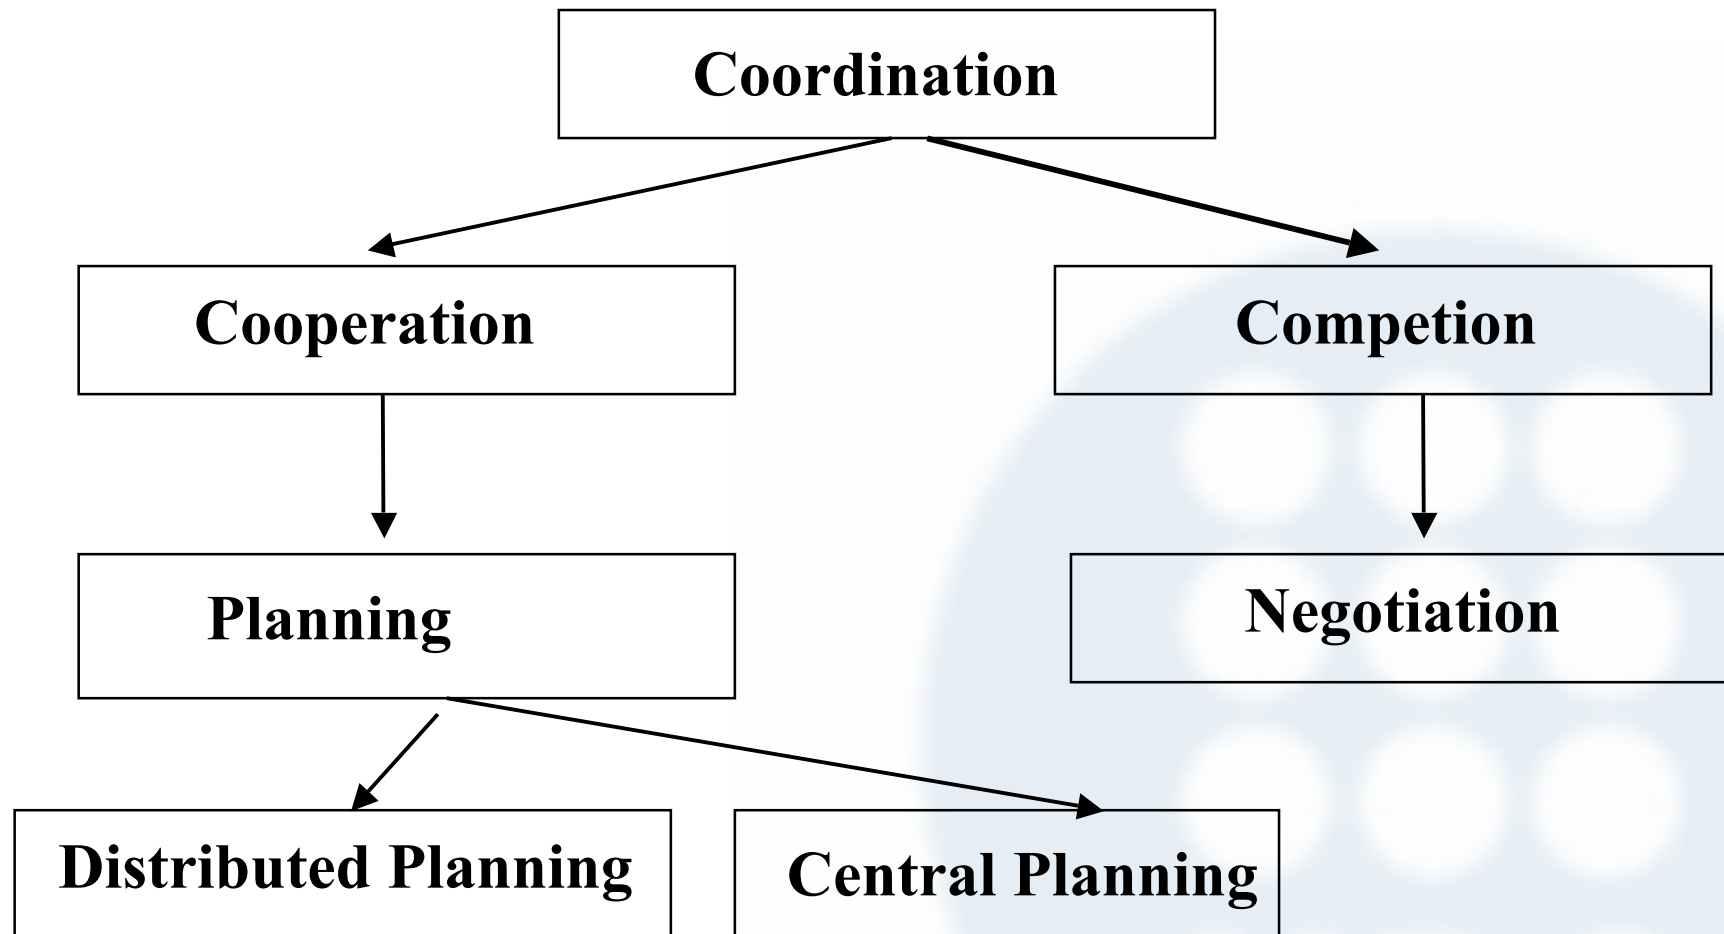 Coordination
Cooperation
Competion
Planning
Negotiation
Distributed Planning
Central Planning